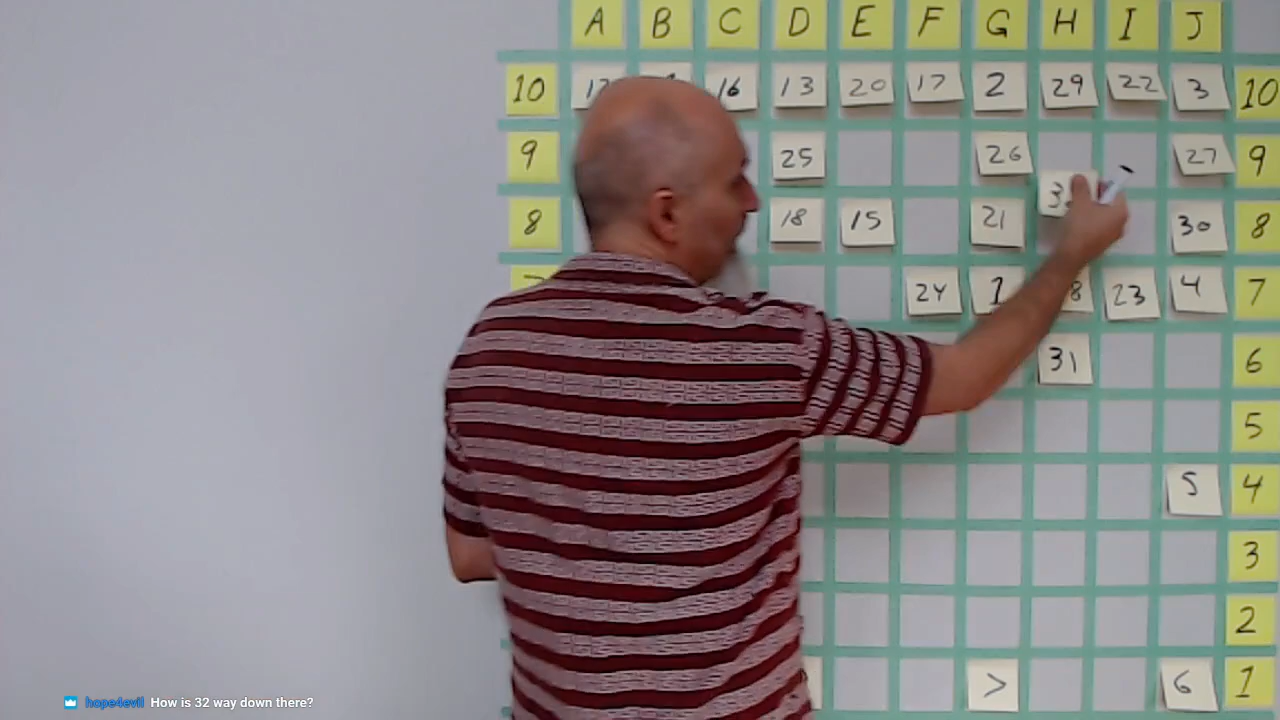 A B C D E F G H I J
10 16 13 20 17 2 29 22 3 10
9 25 26 27 9
8 18 15 21 30 8
24 1 23 4 7
31 6
5
5 4
3
2
> 6 1
hope4evil How is 32 way down there?